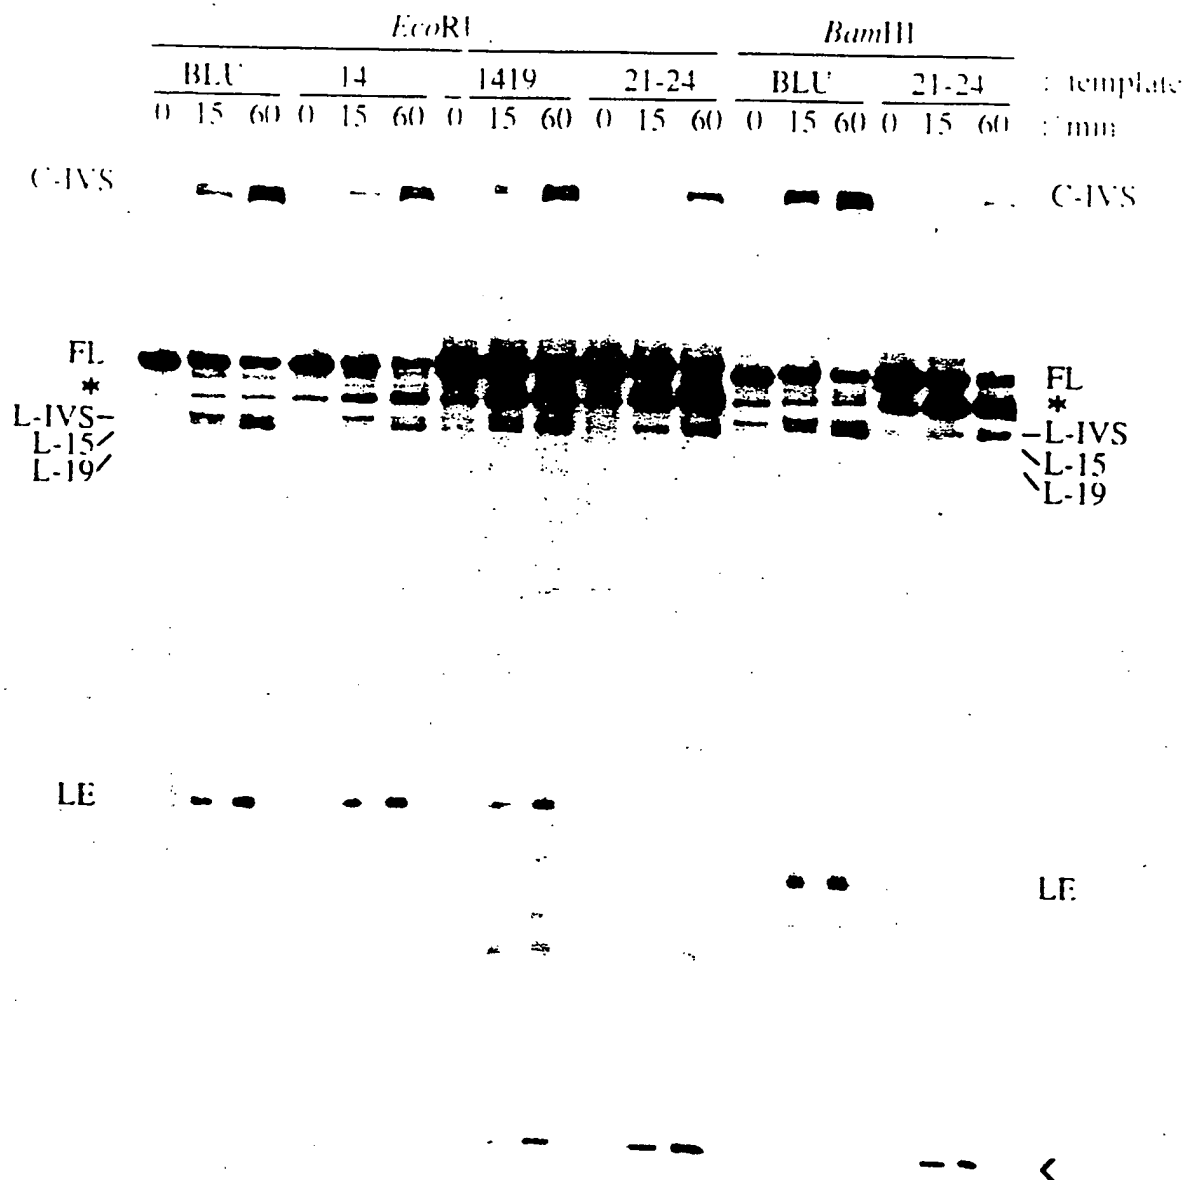 EcoRI BamHI
BLU 14 1419 21-24 BLU 21-24 : template
0 15 60 0 15 60 0 15 60 0 15 60 0 15 60 0 15 60 : min
C-IVS C-IVS
FL FL
* *
L-IVS L-IVS
L-15 L-15
L-19 L-19
LE
LE
<